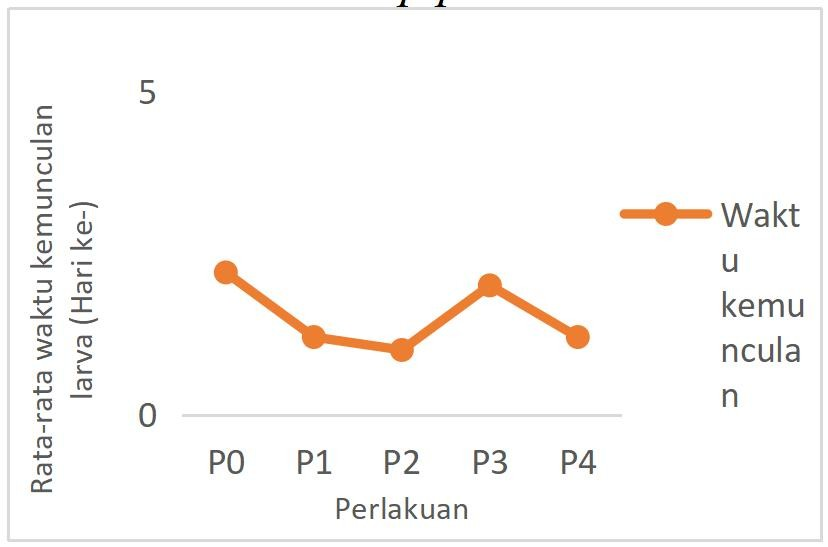 5
0
Rata-rata waktu kemunculan
larva (Hari ke-)
P0 P1 P2 P3 P4
Perlakuan
Wakt
u
kemu
ncula
n